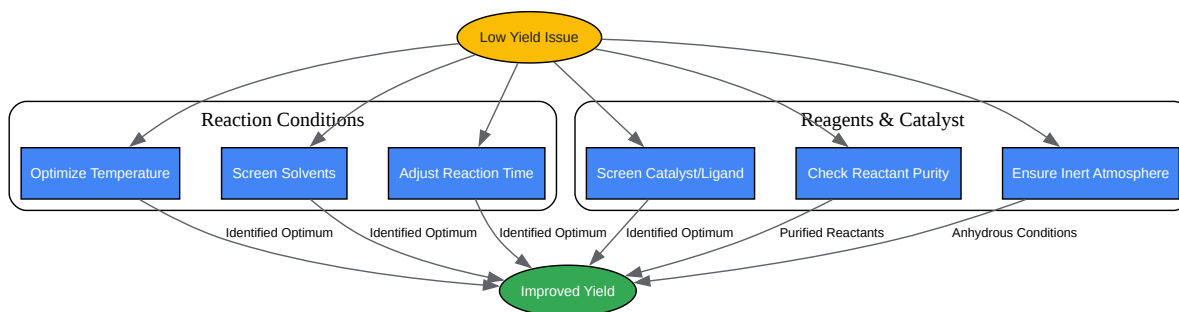 Low Yield Issue
Reaction Conditions
Reagents & Catalyst
Optimize Temperature
Screen Solvents
Adjust Reaction Time
Screen Catalyst/Ligand
Check Reactant Purity
Ensure Inert Atmosphere
Identified Optimum
Identified Optimum
Identified Optimum
Identified Optimum
Purified Reactants
Anhydrous Conditions
Improved Yield